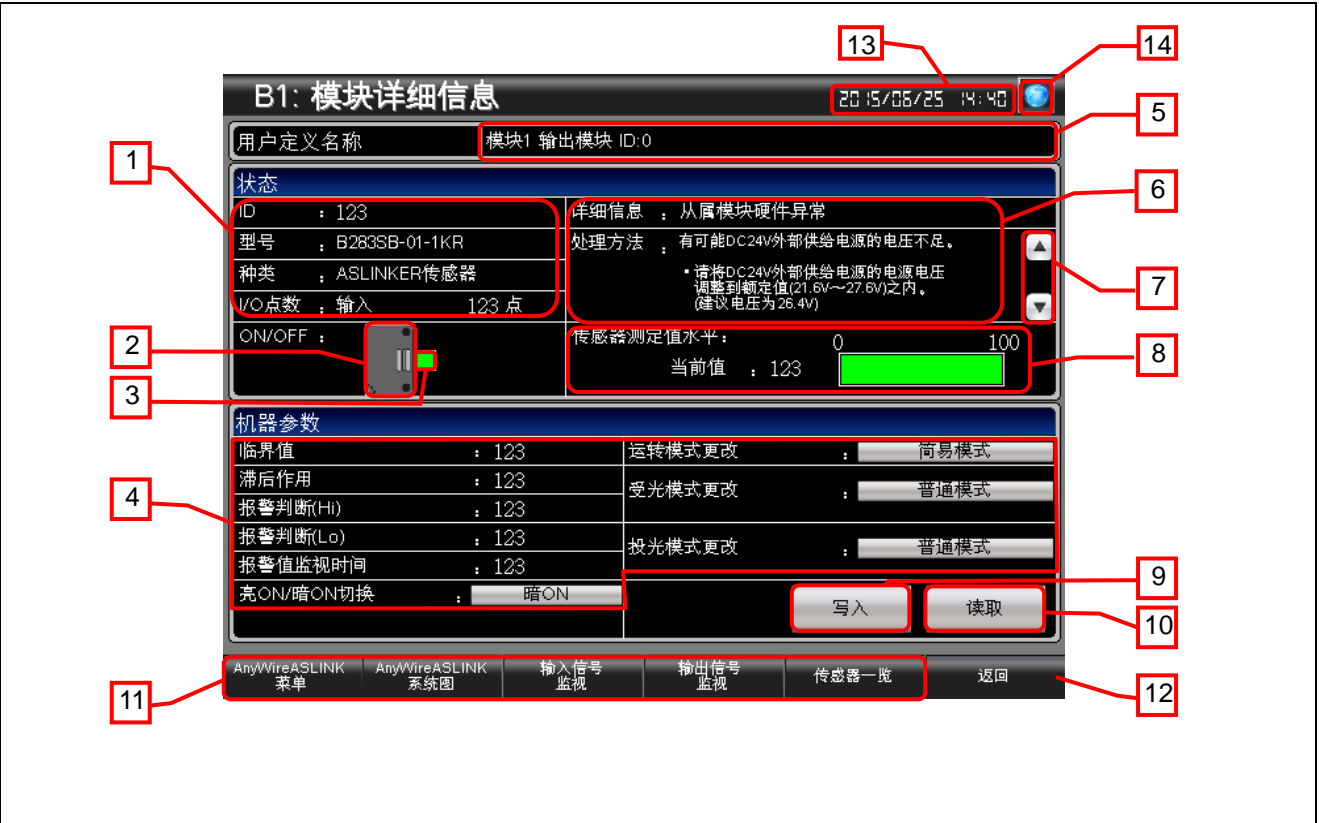 13
14
B1: 模块详细信息
2015/06/25 14:40
5
用户定义名称
模块1 输出模块 ID:0
1
状态
6
ID : 123
详细信息 : 从属模块硬件异常
型号 : B283SB-01-1KR
处理方法 : 有可能DC24V外部供给电源的电压不足。
种类 : ASLINKER传感器
・请将DC24V外部供给电源的电源电压
调整到额定值(21.6V～27.6V)之内。
(建议电压为26.4V)
7
I/O点数 : 输入 123 点
ON/OFF :
2
3
传感器测定值水平:
0 100
当前值 : 123
8
机器参数
4
临界值 : 123
运转模式更改 : 简易模式
滞后作用 : 123
受光模式更改 : 普通模式
报警判断(Hi) : 123
报警判断(Lo) : 123
投光模式更改 : 普通模式
报警值监视时间 : 123
亮ON/暗ON切换 : 暗ON
9
写入
读取
10
AnyWireASLINK
菜单
AnyWireASLINK
系统图
输入信号
监视
输出信号
监视
传感器一览
返回
11
12